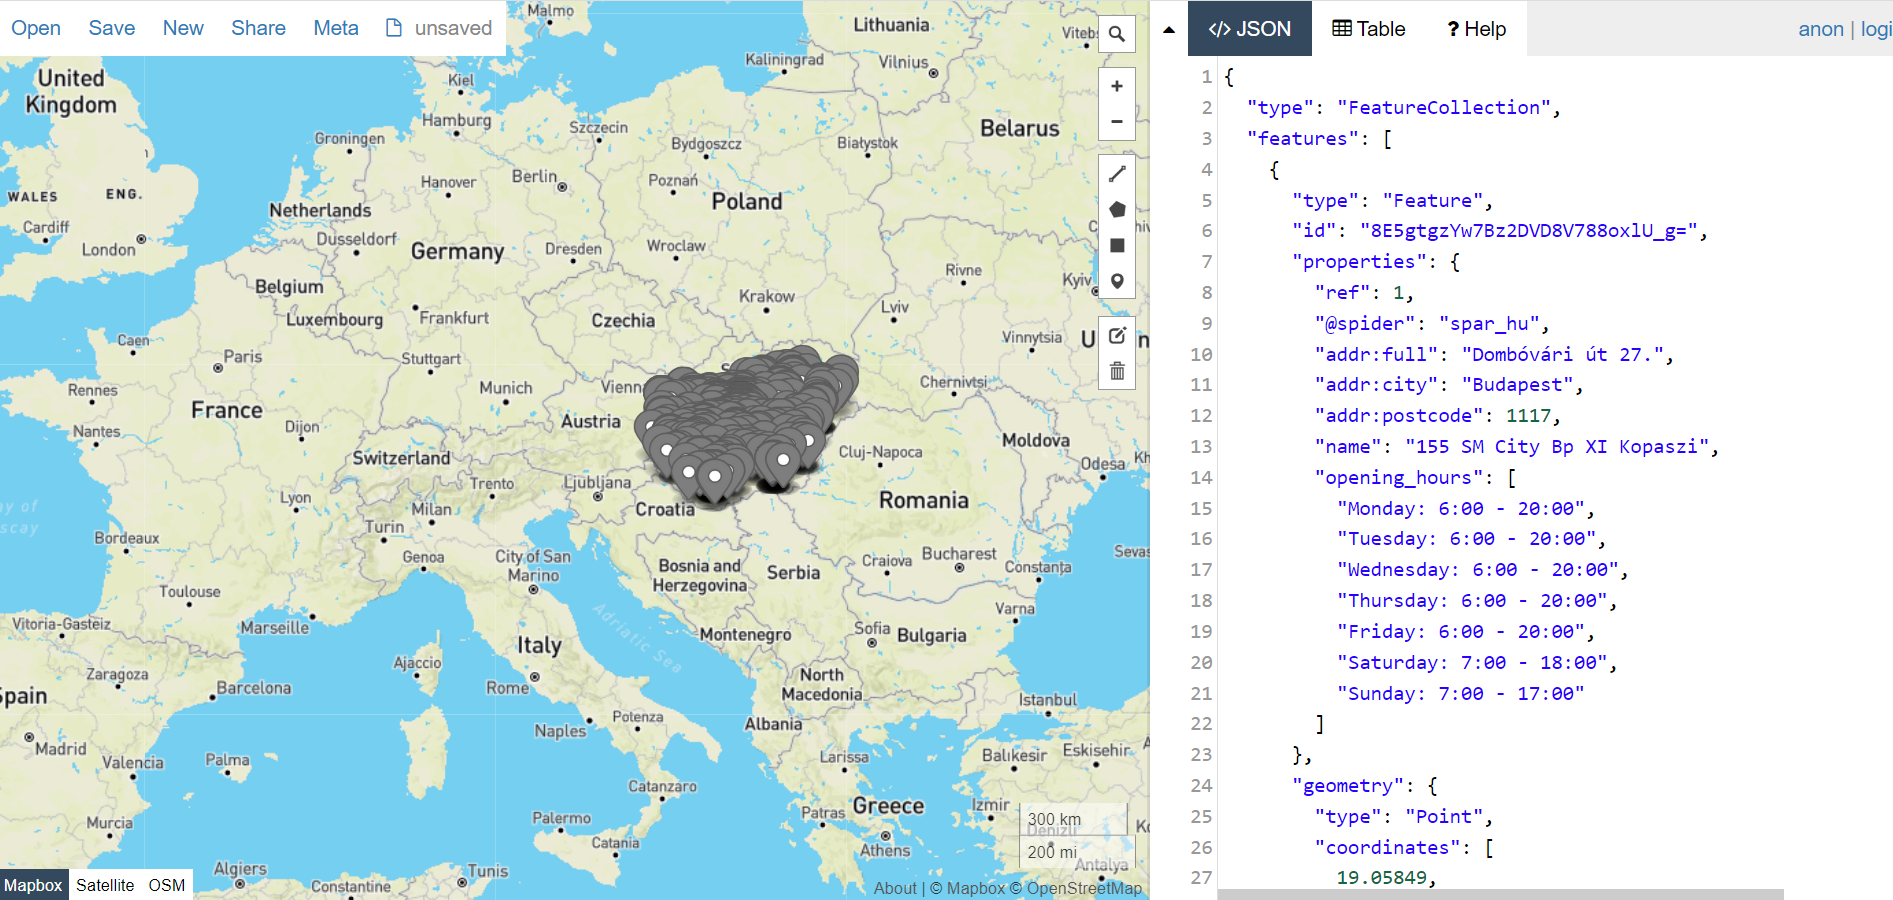 Open Save New Share Meta unsaved
</> JSON Table ? Help anon | logi
Malmo
Lithuania
Vitebs
Kaliningrad
Vilnius
United
Kingdom
Kiel
Hamburg
Groningen
Szczecin
Bydgoszcz
Belarus
Białystok
Hanover
Berlin
Poznań
WALES
ENG.
Netherlands
Poland
Cardiff
London
Dusseldorf
Germany
Dresden
Wroclaw
Rivne
Kyiv
Belgium
Krakow
Lviv
Luxembourg
Frankfurt
Czechia
Vinnytsia
Caen
Paris
Stuttgart
Munich
Vienn
Chernivtsi
Rennes
France
Austria
Nantes
Dijon
Moldova
Switzerland
Cluj-Napoca
Odesa
Kh
Trento
Ljubljana
Lyon
Milan
Croatia
Romania
ay of
scay
Turin
Bordeaux
Genoa
City of San
Marino
Bosnia and
Herzegovina
Serbia
Craiova
Bucharest
Constanța
Sevas
Toulouse
Adriatic Sea
Varna
Vitoria-Gasteiz
Marseille
Italy
Montenegro
Sofia
Bulgaria
Ajaccio
Zaragoza
Barcelona
Rome
North
Macedonia
pain
Istanbul
Naples
Potenza
Albania
Madrid
Valencia
Palma
Larissa
Balıkesir
Eskisehir
Catanzaro
Murcia
Palermo
Patras
Greece
Izmir
300 km
Denizli
Catania
Athens
200 mi
Antalya
Algiers
Constantine
Tunis
Mapbox Satellite OSM
About | © Mapbox © OpenStreetMap
1 {
2 "type": "FeatureCollection",
3 "features": [
4 {
5 "type": "Feature",
6 "id": "8E5gtgzYw7Bz2DVD8V788oxlU_g=",
7 "properties": {
8 "ref": 1,
9 "@spider": "spar_hu",
10 "addr:full": "Dombóvári út 27.",
11 "addr:city": "Budapest",
12 "addr:postcode": 1117,
13 "name": "155 SM City Bp XI Kopaszi",
14 "opening_hours": [
15 "Monday: 6:00 - 20:00",
16 "Tuesday: 6:00 - 20:00",
17 "Wednesday: 6:00 - 20:00",
18 "Thursday: 6:00 - 20:00",
19 "Friday: 6:00 - 20:00",
20 "Saturday: 7:00 - 18:00",
21 "Sunday: 7:00 - 17:00"
22 ]
23 },
24 "geometry": {
25 "type": "Point",
26 "coordinates": [
27 19.05849,